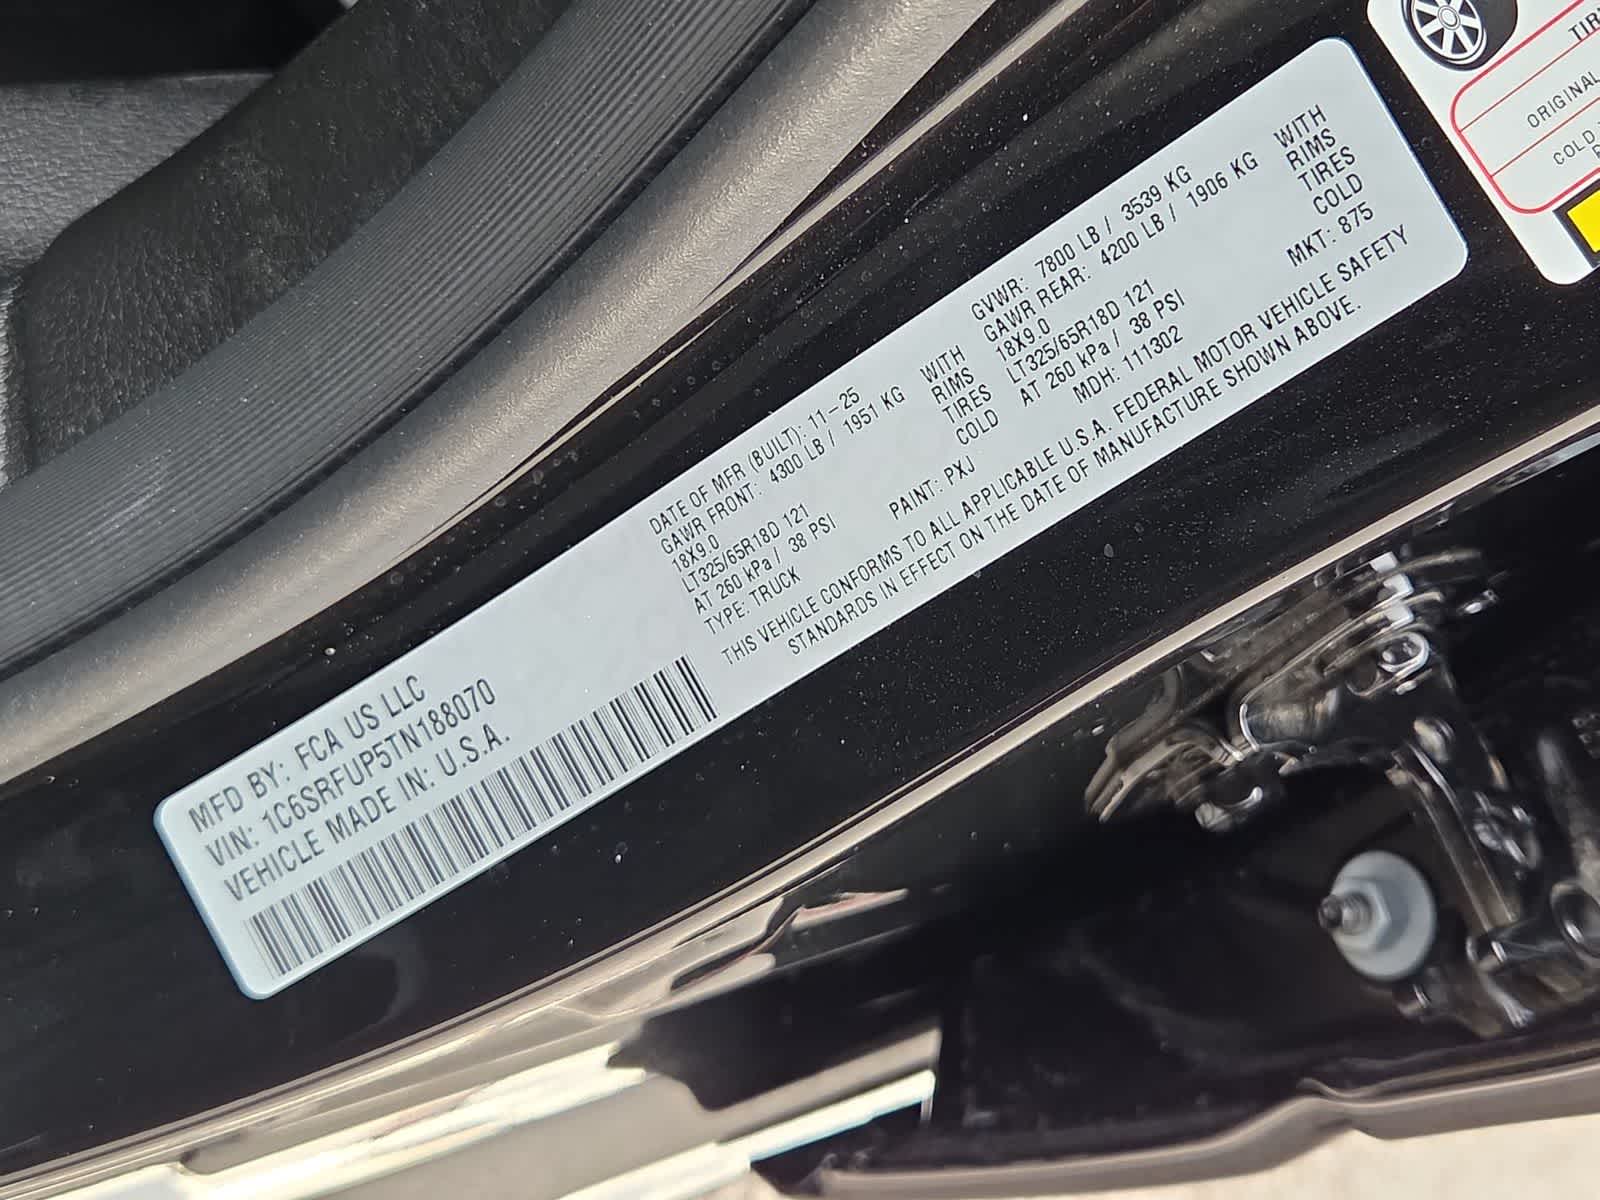 MFD BY: FCA US LLC
VIN: 1C6SRFUP5TN188070
VEHICLE MADE IN: U.S.A.
DATE OF MFR (BUILT): 11-25
GAWR FRONT: 4300 LB / 1951 KG WITH
18X9.0 RIMS
LT325/65R18D 121 TIRES
AT 260 kPa / 38 PSI COLD
TYPE: TRUCK PAINT: PXJ
GVWR: 7800 LB / 3539 KG
GAWR REAR: 4200 LB / 1906 KG WITH
18X9.0 RIMS
LT325/65R18D 121 TIRES
AT 260 kPa / 38 PSI COLD
MDH: 111302 MKT: 875
THIS VEHICLE CONFORMS TO ALL APPLICABLE U.S.A. FEDERAL MOTOR VEHICLE SAFETY
STANDARDS IN EFFECT ON THE DATE OF MANUFACTURE SHOWN ABOVE.
TIR
ORIGINAL
COLD